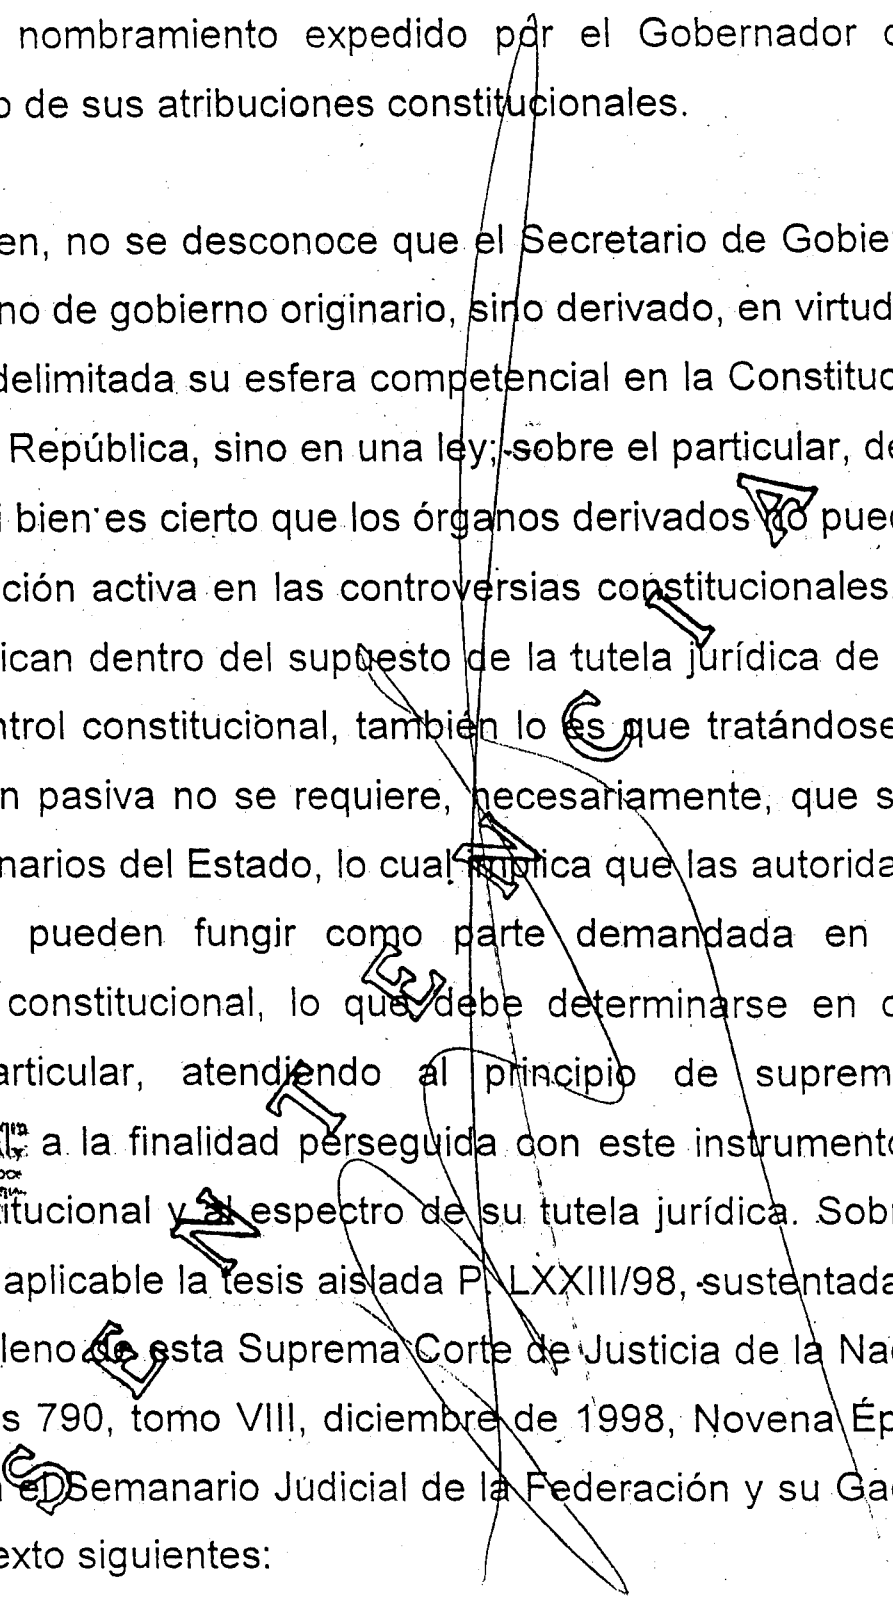 nombramiento expedido por el Gobernador
de sus atribuciones constitucionales.
en, no se desconoce que el Secretario de Gobie
no de gobierno originario, sino derivado, en virtud
delimitada su esfera competencial en la Constituc
República, sino en una ley; sobre el particular, de
i bien es cierto que los órganos derivados no pued
ción activa en las controversias constitucionales
ican dentro del supuesto de la tutela jurídica de
ntrol constitucional, también lo es que tratándose
n pasiva no se requiere, necesariamente, que s
narios del Estado, lo cual implica que las autorida
pueden fungir como parte demandada en
constitucional, lo que debe determinarse en c
articular, atendiendo al principio de suprem
a la finalidad perseguida con este instrumento
itucional y al espectro de su tutela jurídica. Sob
aplicable la tesis aislada P. LXXIII/98, sustentada
leno de esta Suprema Corte de Justicia de la Na
s 790, tomo VIII, diciembre de 1998, Novena Ép
el Semanario Judicial de la Federación y su Ga
exto siguientes:
SENTENCIA